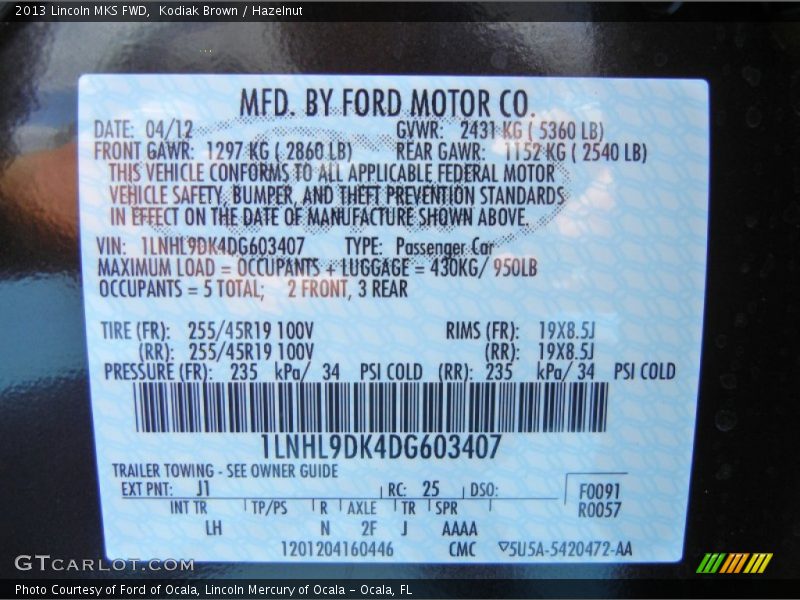 2013 Lincoln MKS FWD,  Kodiak Brown / Hazelnut
MFD. BY FORD MOTOR CO.
DATE: 04/12 GVWR: 2431 KG ( 5360 LB)
FRONT GAWR: 1297 KG ( 2860 LB) REAR GAWR: 1152 KG ( 2540 LB)
THIS VEHICLE CONFORMS TO ALL APPLICABLE FEDERAL MOTOR
VEHICLE SAFETY, BUMPER, AND THEFT PREVENTION STANDARDS
IN EFFECT ON THE DATE OF MANUFACTURE SHOWN ABOVE.
VIN: 1LNHL9DK4DG603407 TYPE: Passenger Car
MAXIMUM LOAD = OCCUPANTS + LUGGAGE = 430KG/ 950LB
OCCUPANTS = 5 TOTAL; 2 FRONT, 3 REAR
TIRE (FR): 255/45R19 100V RIMS (FR): 19X8.5J
(RR): 255/45R19 100V (RR): 19X8.5J
PRESSURE (FR): 235 kPa/ 34 PSI COLD (RR): 235 kPa/ 34 PSI COLD
1LNHL9DK4DG603407
TRAILER TOWING - SEE OWNER GUIDE
EXT PNT: J1 RC: 25 DSO: F0091
INT TR TP/PS R AXLE TR SPR R0057
LH N 2F J AAAA
1201204160446 CMC ▽5U5A-5420472-AA
GTCARLOT.COM
Photo Courtesy of Ford of Ocala, Lincoln Mercury of Ocala - Ocala, FL